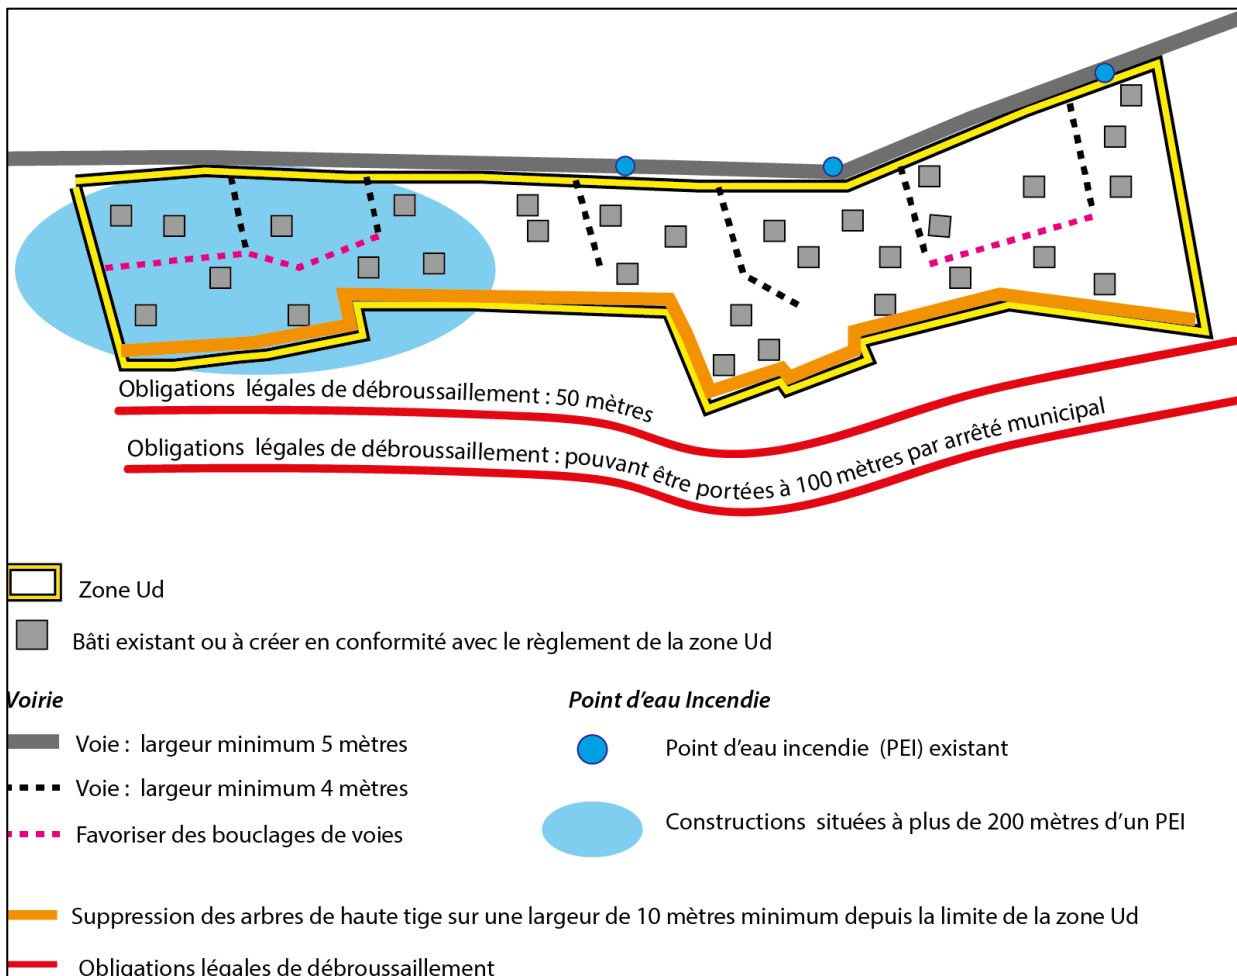 Obligations légales de débroussaillement : 50 mètres
Obligations légales de débroussaillement : pouvant être portées à 100 mètres par arrêté municipal
Zone Ud
Bâti existant ou à créer en conformité avec le règlement de la zone Ud
Voirie
Voie : largeur minimum 5 mètres
Voie : largeur minimum 4 mètres
Favoriser des bouclages de voies
Point d'eau Incendie
Point d'eau incendie (PEI) existant
Constructions situées à plus de 200 mètres d'un PEI
Suppression des arbres de haute tige sur une largeur de 10 mètres minimum depuis la limite de la zone Ud
Obligations légales de débroussaillement